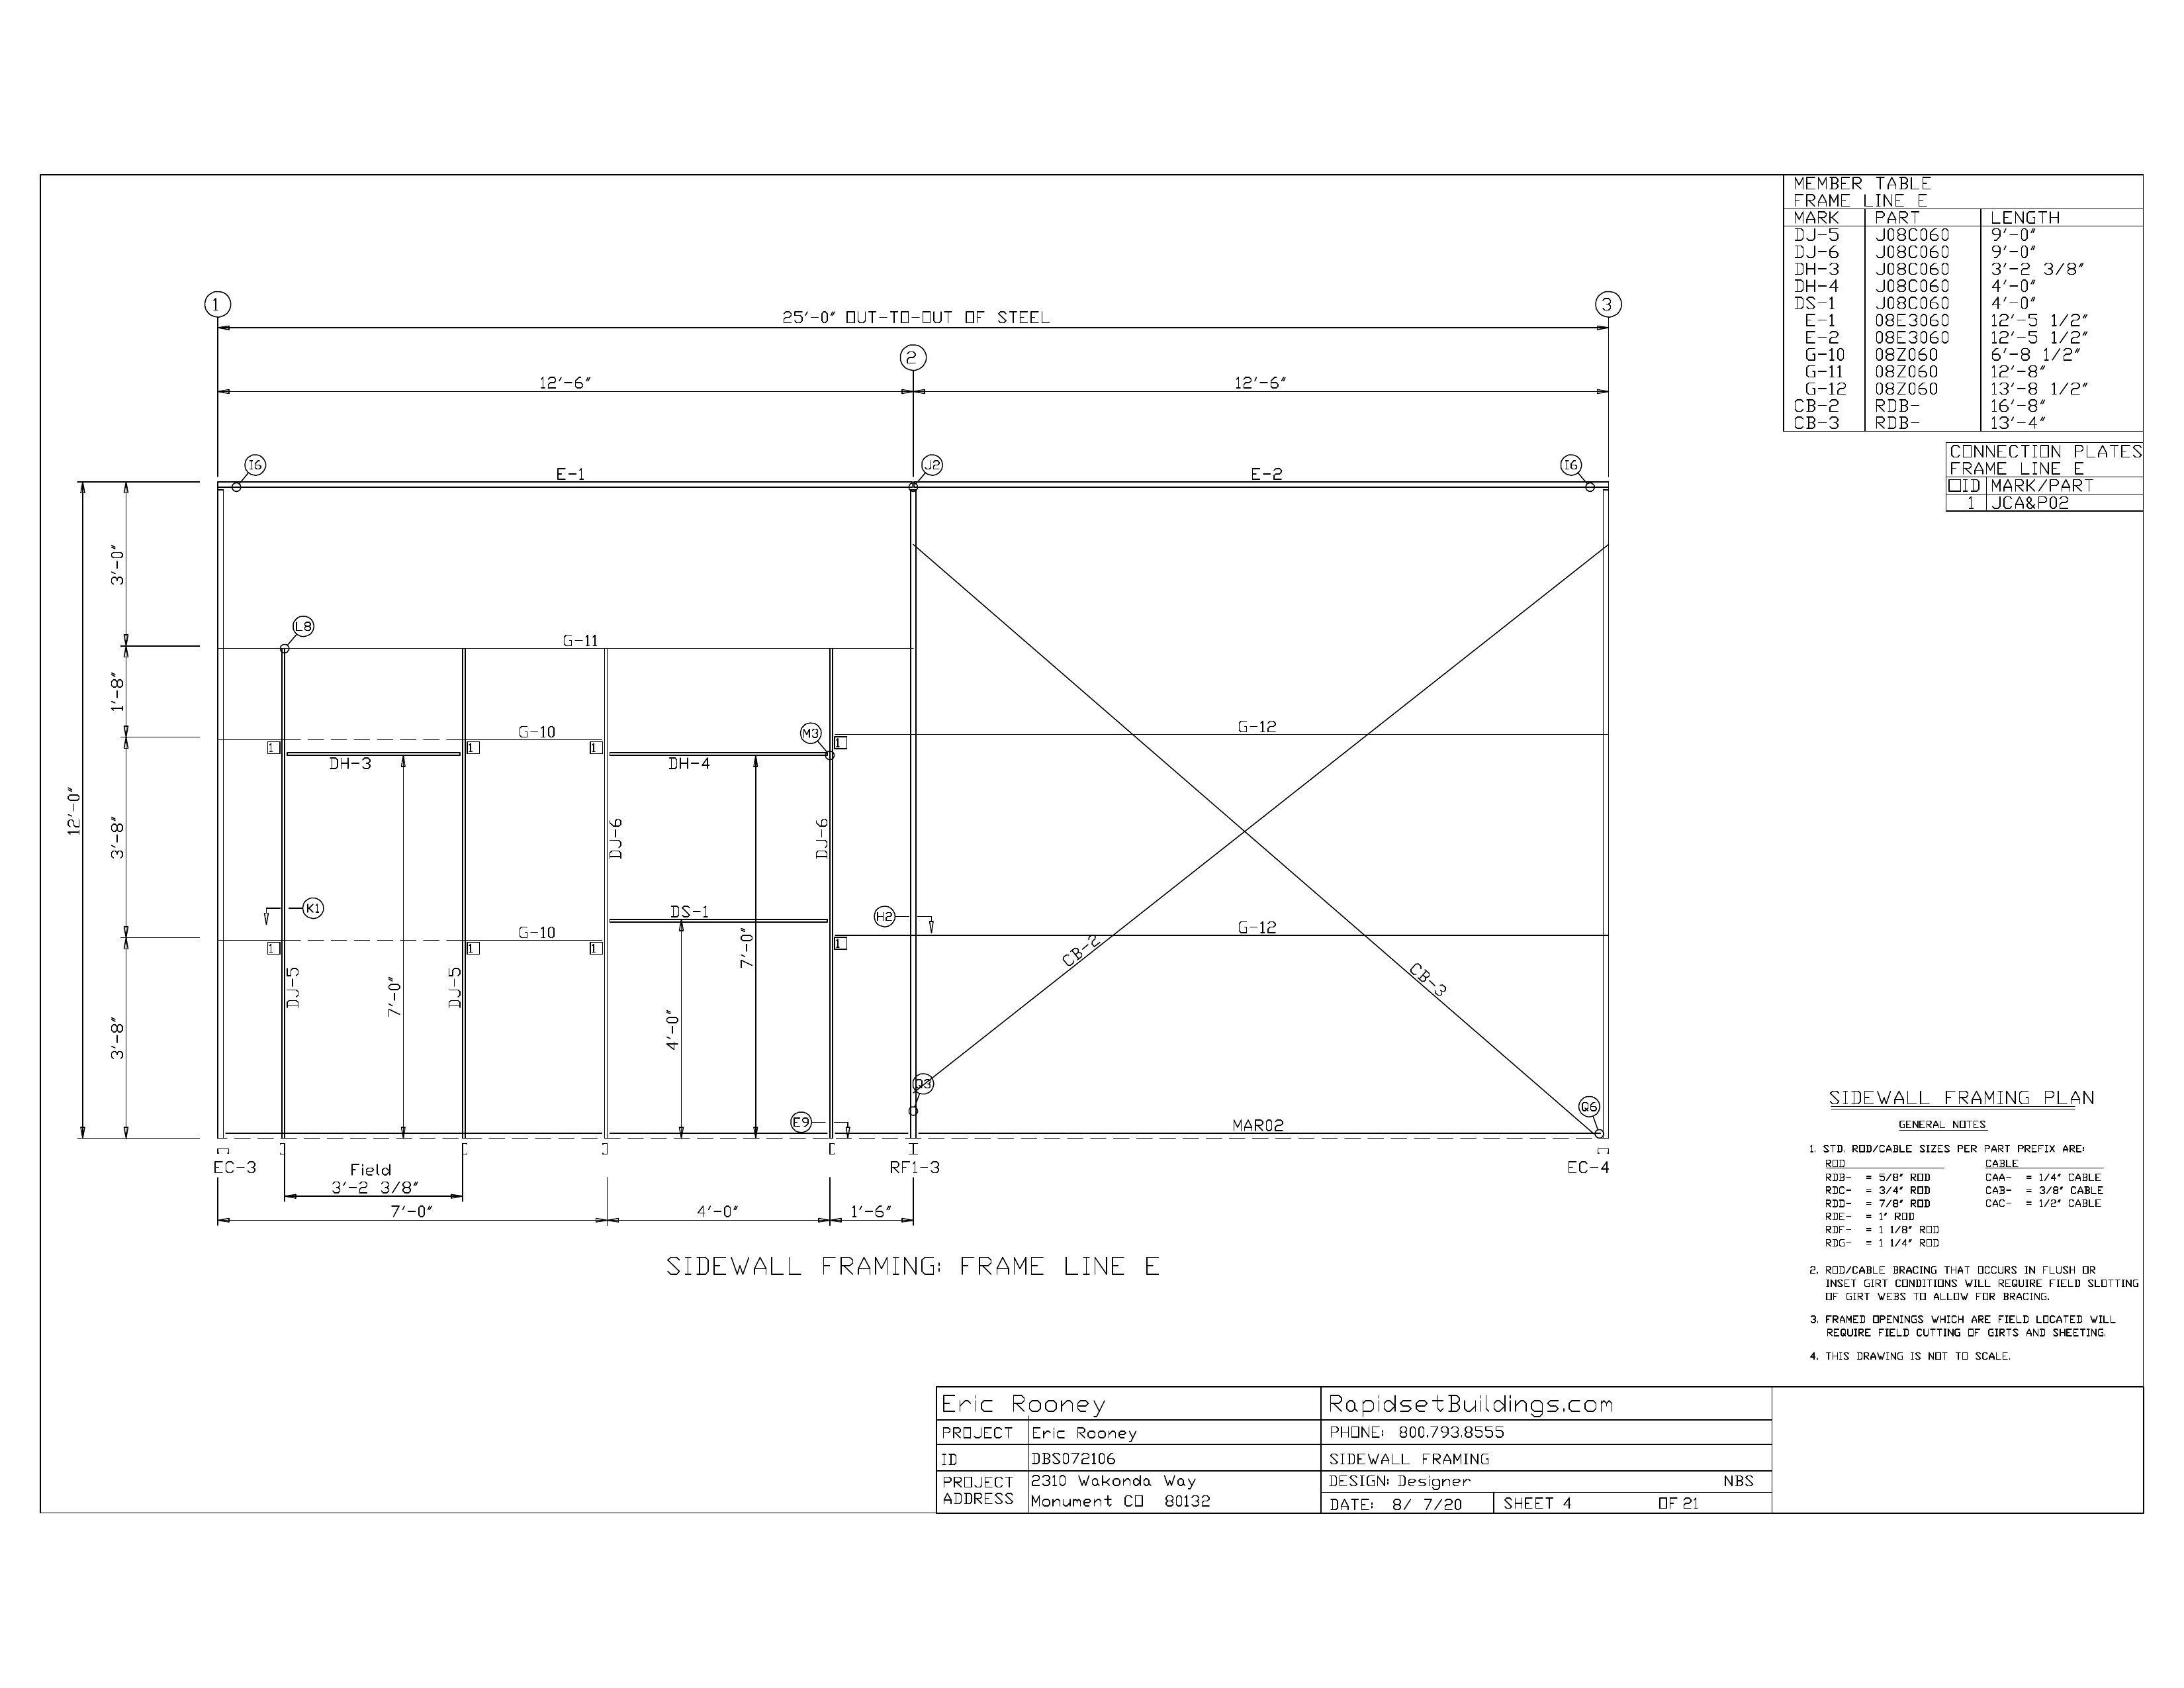 MEMBER TABLE
FRAME LINE E
MARK PART LENGTH
DJ-5 J08C060 9'-0"
DJ-6 J08C060 9'-0"
DH-3 J08C060 3'-2 3/8"
DH-4 J08C060 4'-0"
DS-1 J08C060 4'-0"
E-1 08E3060 12'-5 1/2"
E-2 08E3060 12'-5 1/2"
G-10 08Z060 6'-8 1/2"
G-11 08Z060 12'-8"
G-12 08Z060 13'-8 1/2"
CB-2 RDB- 16'-8"
CB-3 RDB- 13'-4"
CONNECTION PLATES
FRAME LINE E
□ID MARK/PART
1 JCA&P02
1 3
25'-0" OUT-TO-OUT OF STEEL
2
12'-6" 12'-6"
I6 E-1 J2 E-2 I6
3'-0"
L8
G-11
1'-8"
G-10 M3 G-12
1 1 1 1
DH-3 DH-4
12'-0"
3'-8"
DJ-6 DJ-6
K1 DS-1 H2
G-10 G-12
1 1 1 1
7'-0"
CB-2 CB-3
DJ-5 7'-0" DJ-5
4'-0"
3'-8"
Q3
E9 MAR02 Q6
EC-3 RF1-3 EC-4
Field
3'-2 3/8"
7'-0" 4'-0" 1'-6"
SIDEWALL FRAMING: FRAME LINE E
SIDEWALL FRAMING PLAN
GENERAL NOTES
1. STD. ROD/CABLE SIZES PER PART PREFIX ARE:
ROD CABLE
RDB- = 5/8" ROD CAA- = 1/4" CABLE
RDC- = 3/4" ROD CAB- = 3/8" CABLE
RDD- = 7/8" ROD CAC- = 1/2" CABLE
RDE- = 1" ROD
RDF- = 1 1/8" ROD
RDG- = 1 1/4" ROD
2. ROD/CABLE BRACING THAT OCCURS IN FLUSH OR
INSET GIRT CONDITIONS WILL REQUIRE FIELD SLOTTING
OF GIRT WEBS TO ALLOW FOR BRACING.
3. FRAMED OPENINGS WHICH ARE FIELD LOCATED WILL
REQUIRE FIELD CUTTING OF GIRTS AND SHEETING.
4. THIS DRAWING IS NOT TO SCALE.
Eric Rooney
PROJECT Eric Rooney
ID DBS072106
PROJECT ADDRESS 2310 Wakonda Way
Monument CO 80132
RapidsetBuildings.com
PHONE: 800.793.8555
SIDEWALL FRAMING
DESIGN: Designer NBS
DATE: 8/ 7/20 SHEET 4 OF 21